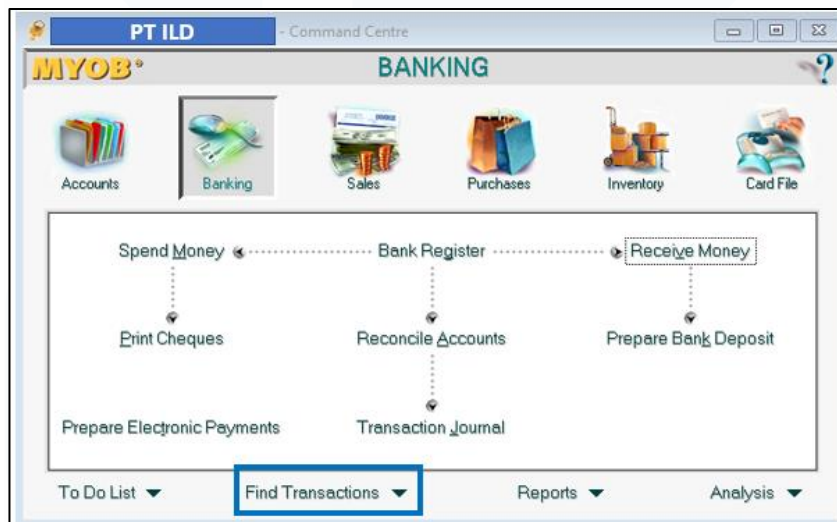 PT ILD - Command Centre
MYOB® BANKING
Accounts Banking Sales Purchases Inventory Card File
Spend Money Bank Register Receive Money
Print Cheques Reconcile Accounts Prepare Bank Deposit
Prepare Electronic Payments Transaction Journal
To Do List Find Transactions Reports Analysis